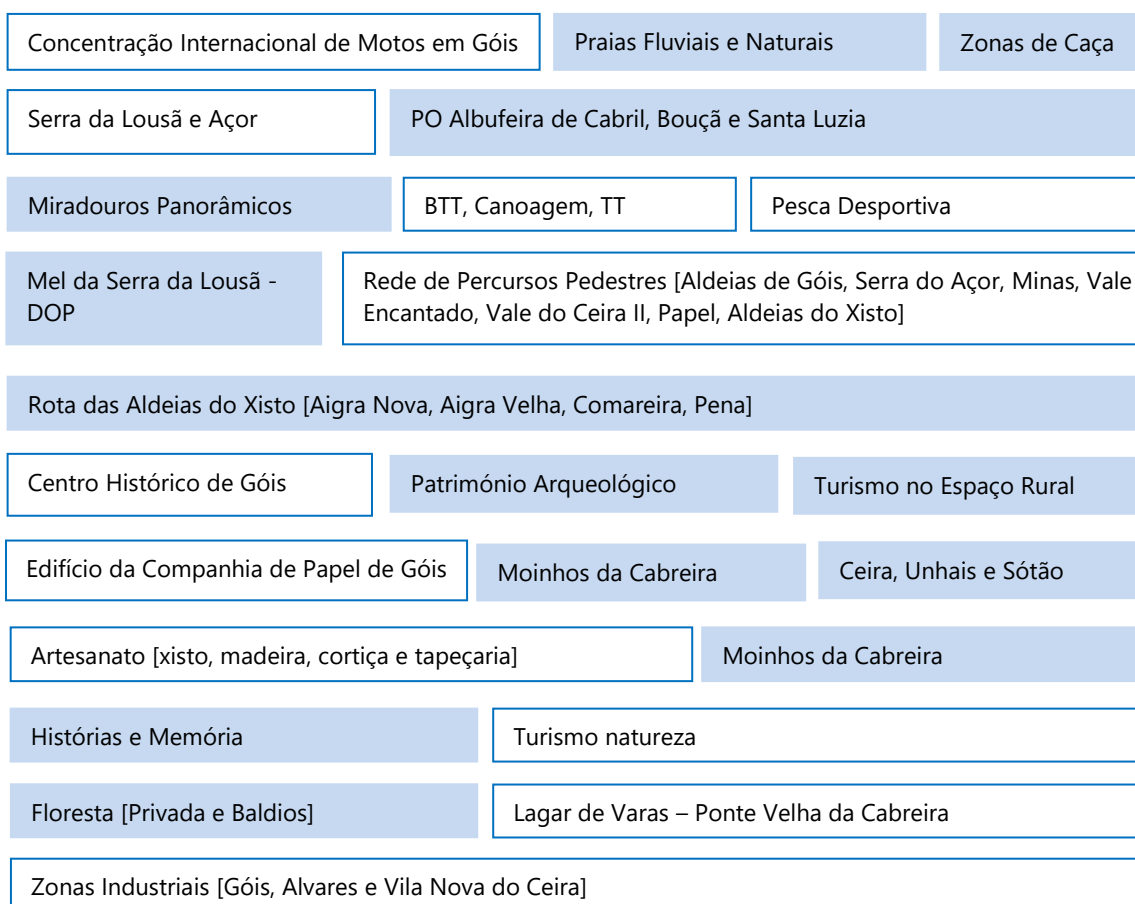 Concentração Internacional de Motos em Góis
Praias Fluviais e Naturais
Zonas de Caça
Serra da Lousã e Açor
PO Albufeira de Cabril, Bouçã e Santa Luzia
Miradouros Panorâmicos
BTT, Canoagem, TT
Pesca Desportiva
Mel da Serra da Lousã -
DOP
Rede de Percursos Pedestres [Aldeias de Góis, Serra do Açor, Minas, Vale
Encantado, Vale do Ceira II, Papel, Aldeias do Xisto]
Rota das Aldeias do Xisto [Aigra Nova, Aigra Velha, Comareira, Pena]
Centro Histórico de Góis
Património Arqueológico
Turismo no Espaço Rural
Edifício da Companhia de Papel de Góis
Moinhos da Cabreira
Ceira, Unhais e Sótão
Artesanato [xisto, madeira, cortiça e tapeçaria]
Moinhos da Cabreira
Histórias e Memória
Turismo natureza
Floresta [Privada e Baldios]
Lagar de Varas – Ponte Velha da Cabreira
Zonas Industriais [Góis, Alvares e Vila Nova do Ceira]